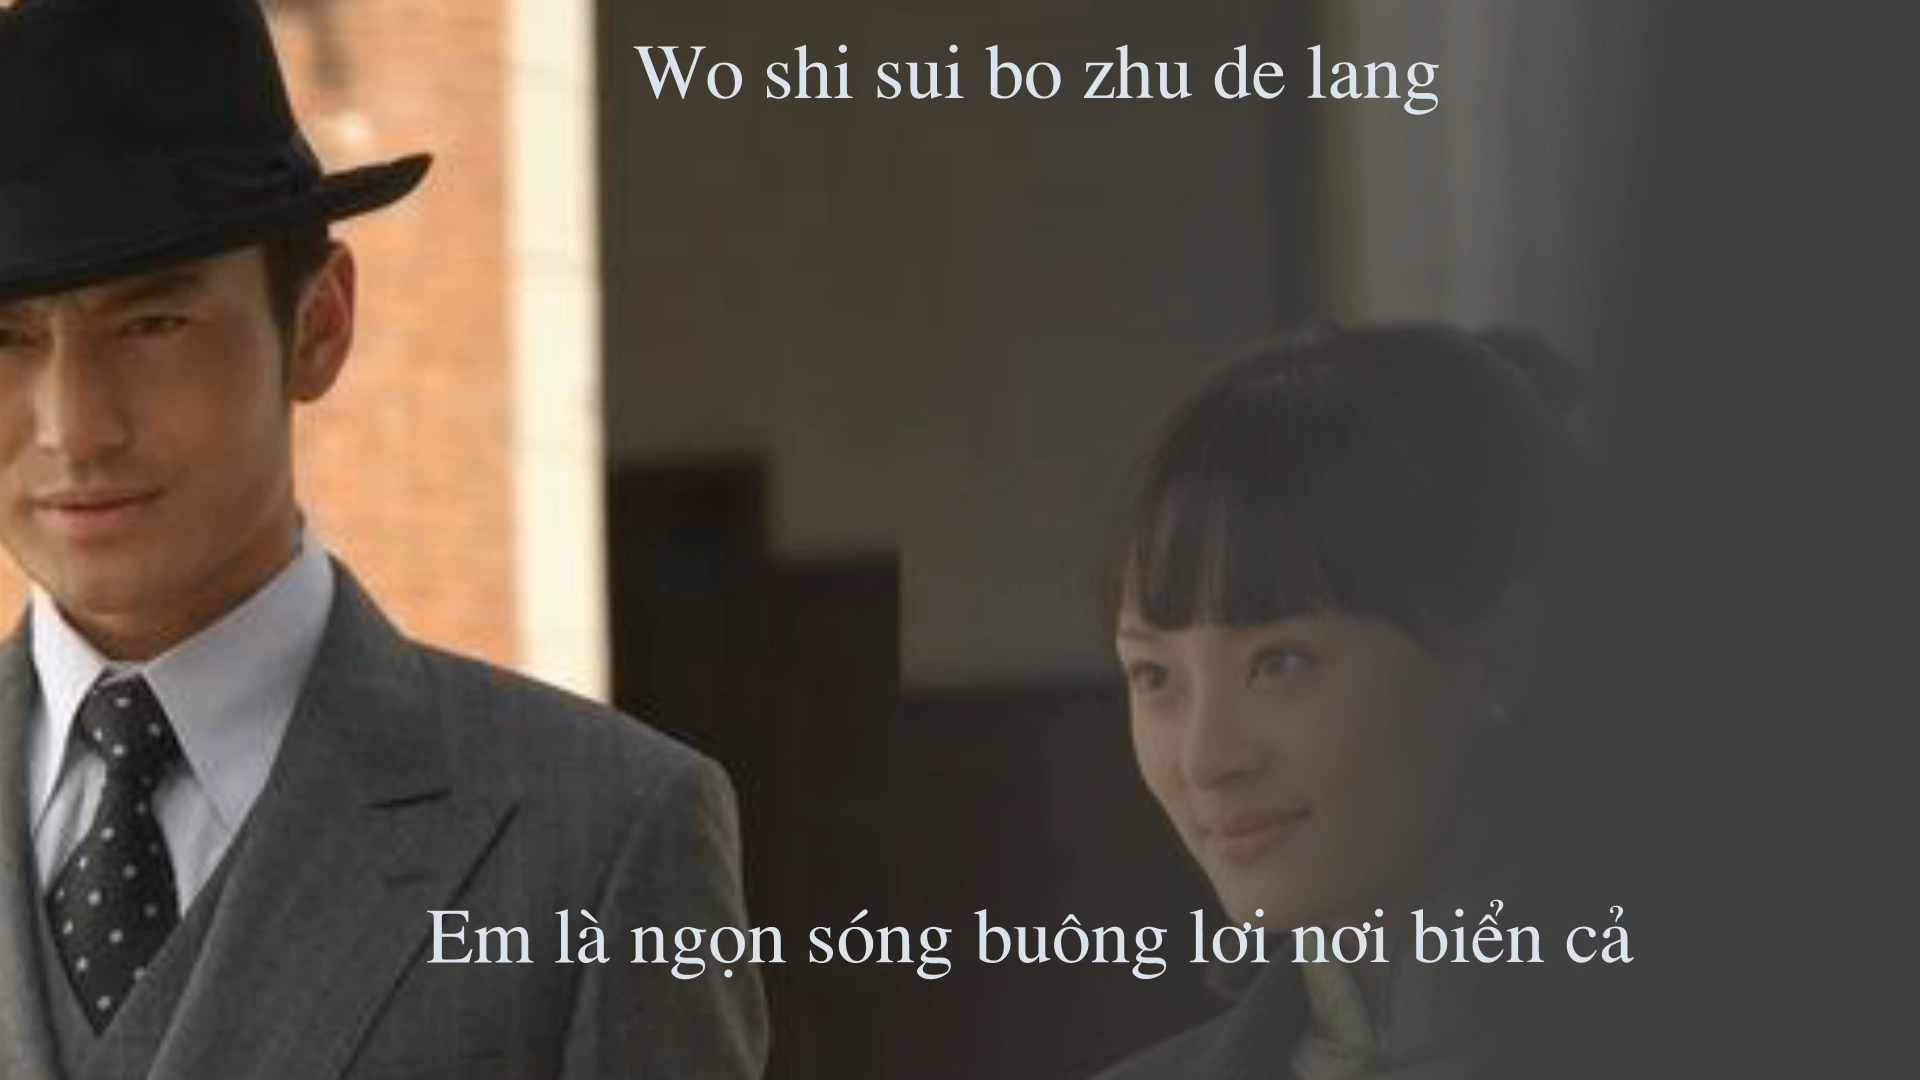 Wo shi sui bo zhu de lang
Em là ngọn sóng buông lơi nơi biển cả